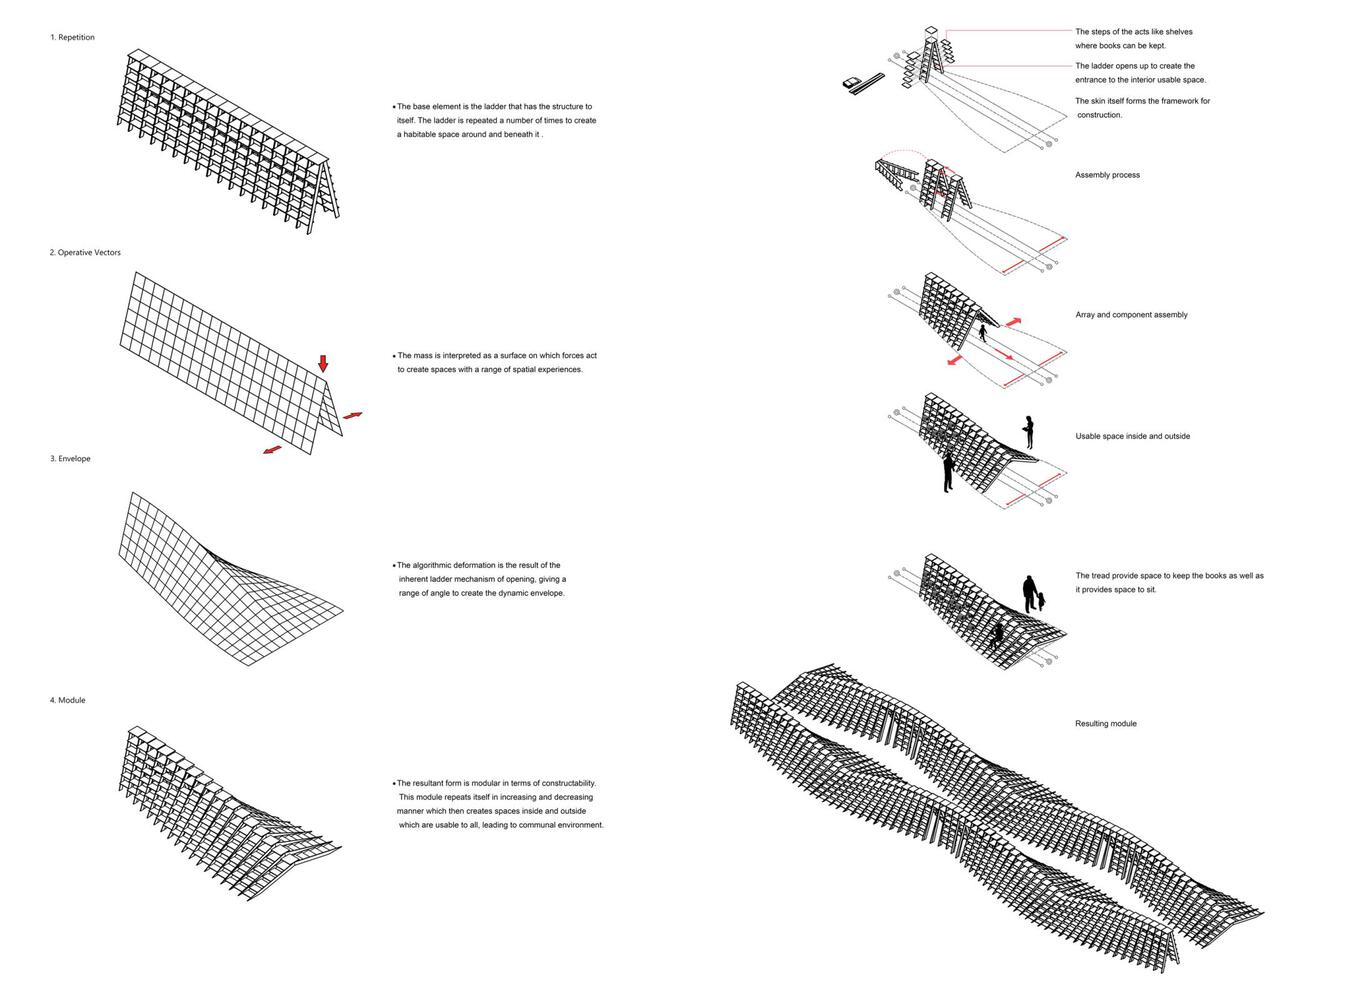 1. Repetition
• The base element is the ladder that has the structure to
itself. The ladder is repeated a number of times to create
a habitable space around and beneath it .
2. Operative Vectors
• The mass is interpreted as a surface on which forces act
to create spaces with a range of spatial experiences.
3. Envelope
• The algorithmic deformation is the result of the
inherent ladder mechanism of opening, giving a
range of angle to create the dynamic envelope.
4. Module
• The resultant form is modular in terms of constructability.
This module repeats itself in increasing and decreasing
manner which then creates spaces inside and outside
which are usable to all, leading to communal environment.
The steps of the acts like shelves
where books can be kept.
The ladder opens up to create the
entrance to the interior usable space.
The skin itself forms the framework for
construction.
Assembly process
Array and component assembly
Usable space inside and outside
The tread provide space to keep the books as well as
it provides space to sit.
Resulting module